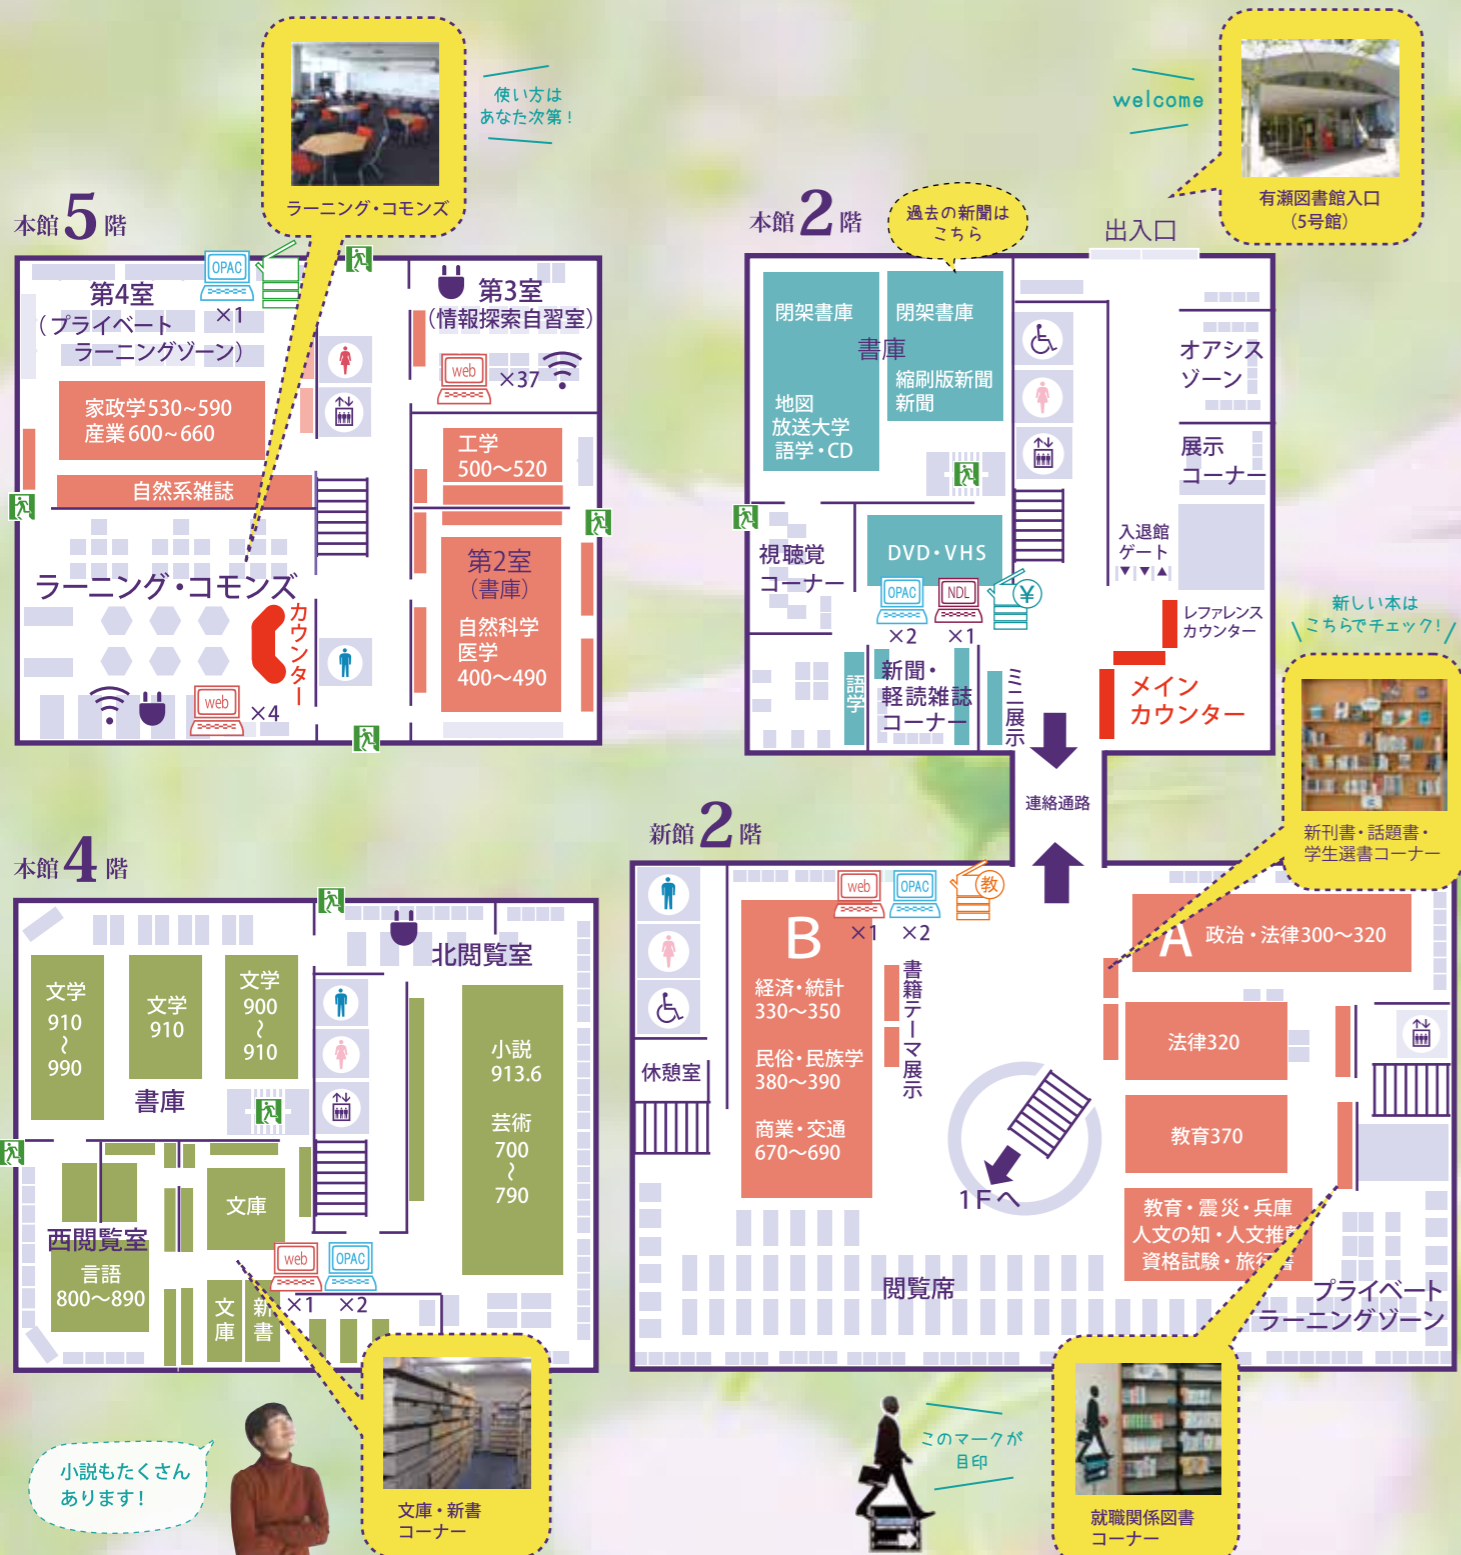 使い方は
あなた次第！
ラーニング・コモンズ
welcome
有瀬図書館入口
（5号館）
本館5階
OPAC
×1
第4室
（プライベート
ラーニングゾーン）
第3室
（情報探索自習室）
web
×37
家政学530~590
産業600~660
自然系雑誌
工学
500～520
第2室
（書庫）
自然科学
医学
400～490
ラーニング・コモンズ
カウンター
web
×4
本館2階
過去の新聞は
こちら
出入口
閉架書庫
閉架書庫
書庫
地図
放送大学
語学・CD
縮刷版新聞
新聞
オアシス
ゾーン
展示
コーナー
入退館
ゲート
▼ ▼ ▲
視聴覚
コーナー
DVD・VHS
OPAC
×2
NDL
×1
¥
語学
新聞・
軽読雑誌
コーナー
ミニ展示
レファレンス
カウンター
メイン
カウンター
連絡通路
新しい本は
こちらでチェック！
新刊書・話題書・
学生選書コーナー
本館4階
文学
910
～
990
文学
910
文学
900
～
910
書庫
北閲覧室
小説
913.6
芸術
700
～
790
西閲覧室
言語
800～890
文庫
文庫
新書
web
×1
OPAC
×2
小説もたくさん
あります！
文庫・新書
コーナー
新館2階
web
×1
OPAC
×2
教
B
経済・統計
330～350
民俗・民族学
380～390
商業・交通
670～690
書籍テーマ展示
休憩室
A
政治・法律300～320
法律320
教育370
教育・震災・兵庫
人文の知・人文推
資格試験・旅行書
1Fへ
閲覧席
プライベート
ラーニングゾーン
このマークが
目印
就職関係図書
コーナー